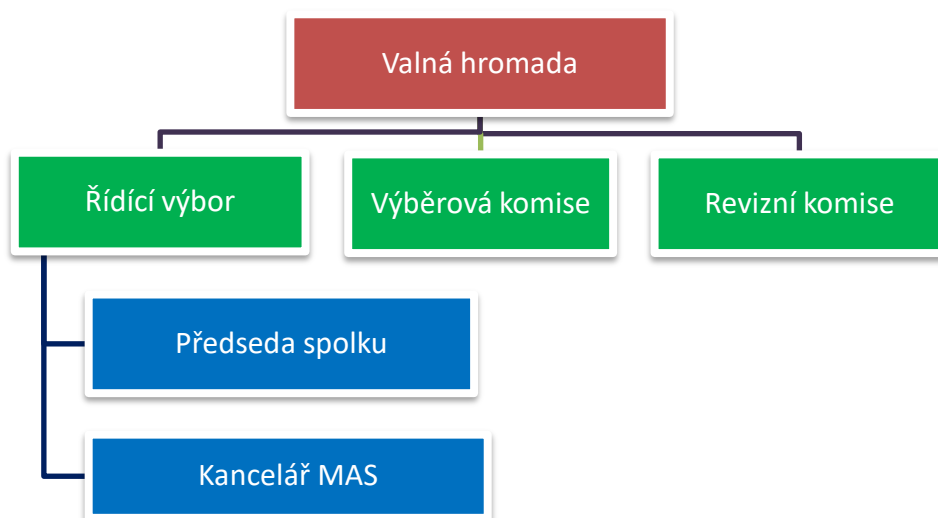 Valná hromada
Řídící výbor
Výběrová komise
Revizní komise
Předseda spolku
Kancelář MAS